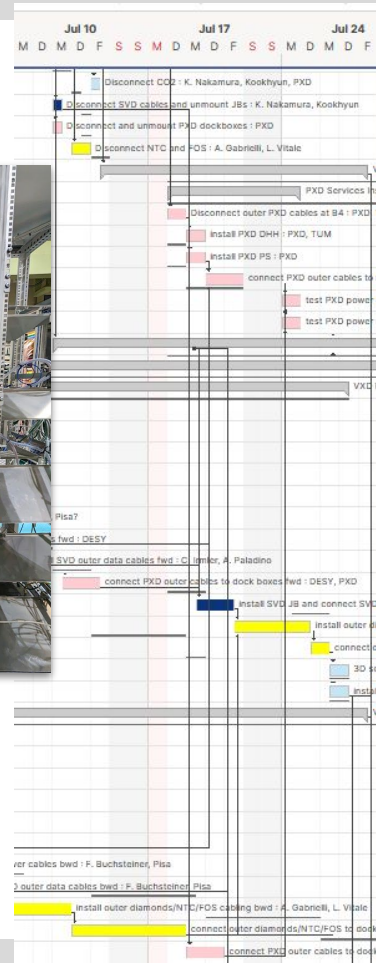 Jul 10 Jul 17 Jul 24
M D M D F S S M D M D F S S M D M D F
Disconnect CO2 : K. Nakamura, Kookhyun, PXD
Disconnect SVD cables and unmount JBs : K. Nakamura, Kookhyun
Disconnect and unmount PXD dockboxes : PXD
Disconnect NTC and FOS : A. Gabrielli, L. Vitale
PXD Services Ins
Disconnect outer PXD cables at B4 : PXD
install PXD DHH : PXD, TUM
install PXD PS : PXD
connect PXD outer cables to
test PXD power
test PXD power
VXD
Pisa?
s fwd : DESY
SVD outer data cables fwd : C. Irmler, A. Paladino
connect PXD outer cables to dock boxes fwd : DESY, PXD
install SVD JB and connect SVD
install outer di
connect
3D sc
instal
ver cables bwd : F. Buchsteiner, Pisa
outer data cables bwd : F. Buchsteiner, Pisa
install outer diamonds/NTC/FOS cabling bwd : A. Gabrielli, L. Vitale
connect outer diamonds/NTC/FOS to dock
connect PXD outer cables to dock